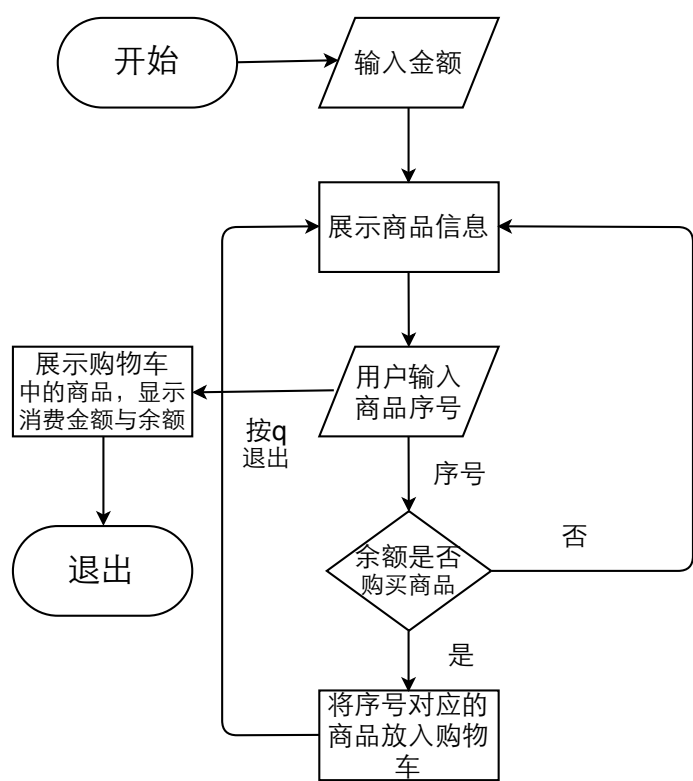 开始
输入金额
展示商品信息
用户输入
商品序号
展示购物车
中的商品，显示
消费金额与余额
按q
退出
序号
退出
余额是否
购买商品
否
是
将序号对应的
商品放入购物
车